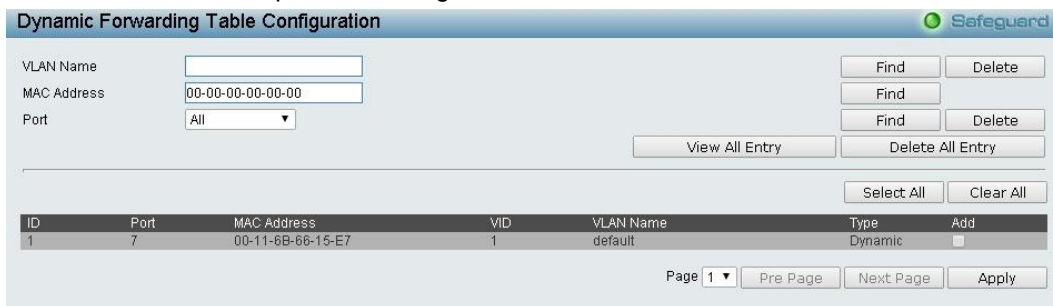 Dynamic Forwarding Table Configuration Safeguard
VLAN Name Find Delete
MAC Address 00-00-00-00-00-00 Find
Port All Find Delete
View All Entry Delete All Entry
Select All Clear All
ID Port MAC Address VID VLAN Name Type Add
1 7 00-11-6B-66-15-E7 1 default Dynamic
Page 1 Pre Page Next Page Apply